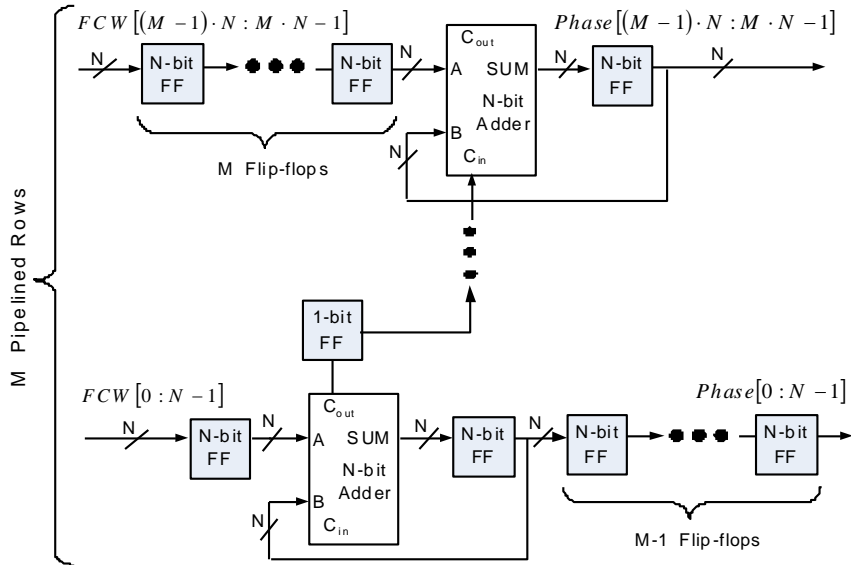 FCW[(M −1)· N : M · N −1]
Phase[(M −1)· N : M · N −1]
N
N-bit
FF
N-bit
FF
N
A
B
C_out
SUM
N-bit
Adder
C_in
N
N-bit
FF
N
N
M Flip-flops
M Pipelined Rows
1-bit
FF
FCW[0 : N −1]
Phase[0 : N −1]
N
N-bit
FF
N
A
B
C_out
SUM
N-bit
Adder
C_in
N
N-bit
FF
N
N-bit
FF
N-bit
FF
N
M-1 Flip-flops